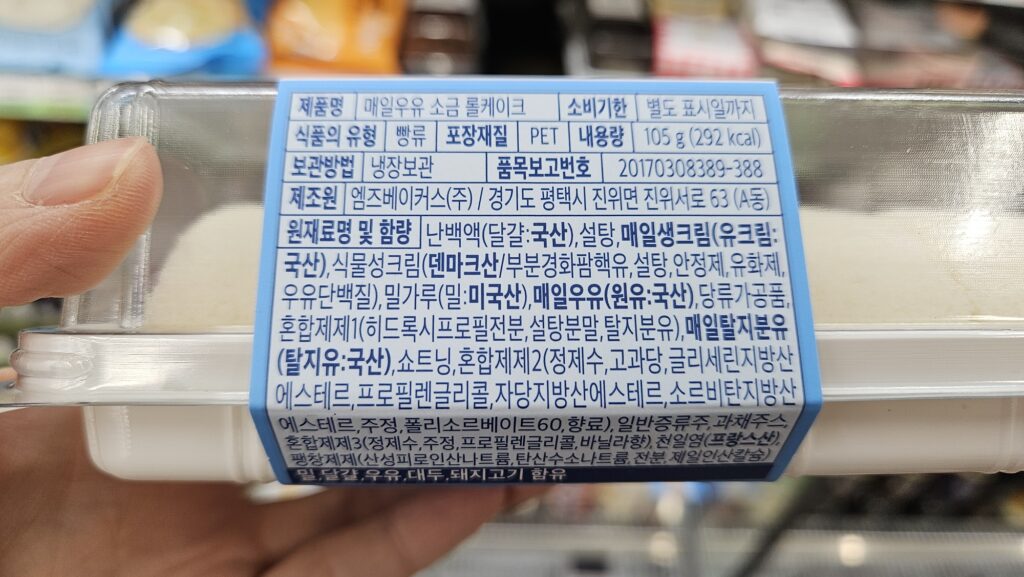 제품명 매일우유 소금 롤케이크 소비기한 별도 표시일까지
식품의 유형 빵류 포장재질 PET 내용량 105 g (292 kcal)
보관방법 냉장보관 품목보고번호 20170308389-388
제조원 엠즈베이커스(주) / 경기도 평택시 진위면 진위서로 63 (A동)
원재료명 및 함량 난백액(달걀:국산),설탕,매일생크림(유크림:
국산),식물성크림(덴마크산/부분경화팜핵유,설탕,안정제,유화제,
우유단백질),밀가루(밀:미국산),매일우유(원유:국산),당류가공품,
혼합제제1(히드록시프로필전분,설탕분말,탈지분유),매일탈지분유
(탈지유:국산),쇼트닝,혼합제제2(정제수,고과당,글리세린지방산
에스테르,프로필렌글리콜,자당지방산에스테르,소르비탄지방산
에스테르,주정,폴리소르베이트60,향료),일반증류주,과채주스,
혼합제제3(정제수,주정,프로필렌글리콜,바닐라향),천일염(프랑스산),
팽창제제(산성피로인산나트륨,탄산수소나트륨,전분,제일인산칼슘)
밀,달걀,우유,대두,돼지고기 함유